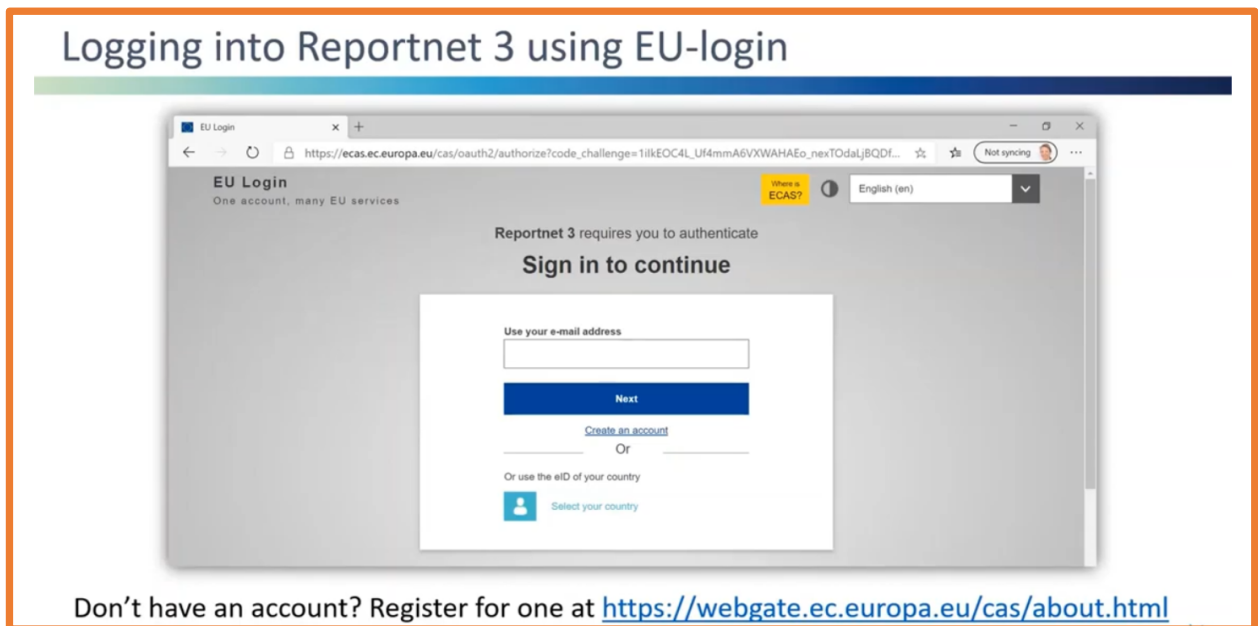 Logging into Reportnet 3 using EU-login
EU Login
https://ecas.ec.europa.eu/cas/oauth2/authorize?code_challenge=1iIkEOC4L_Uf4mmA6VXWAHAEo_nexTOdaLjBQDf...
Not syncing
EU Login
One account, many EU services
Where is
ECAS?
English (en)
Reportnet 3 requires you to authenticate
Sign in to continue
Use your e-mail address
Next
Create an account
Or
Or use the eID of your country
Select your country
Don't have an account? Register for one at https://webgate.ec.europa.eu/cas/about.html